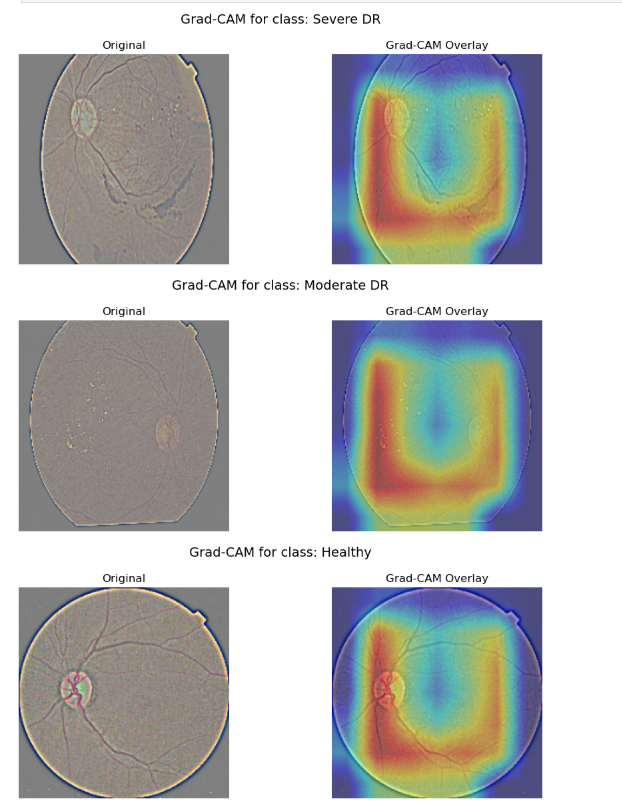 Grad-CAM for class: Severe DR
Original
Grad-CAM Overlay
Grad-CAM for class: Moderate DR
Original
Grad-CAM Overlay
Grad-CAM for class: Healthy
Original
Grad-CAM Overlay